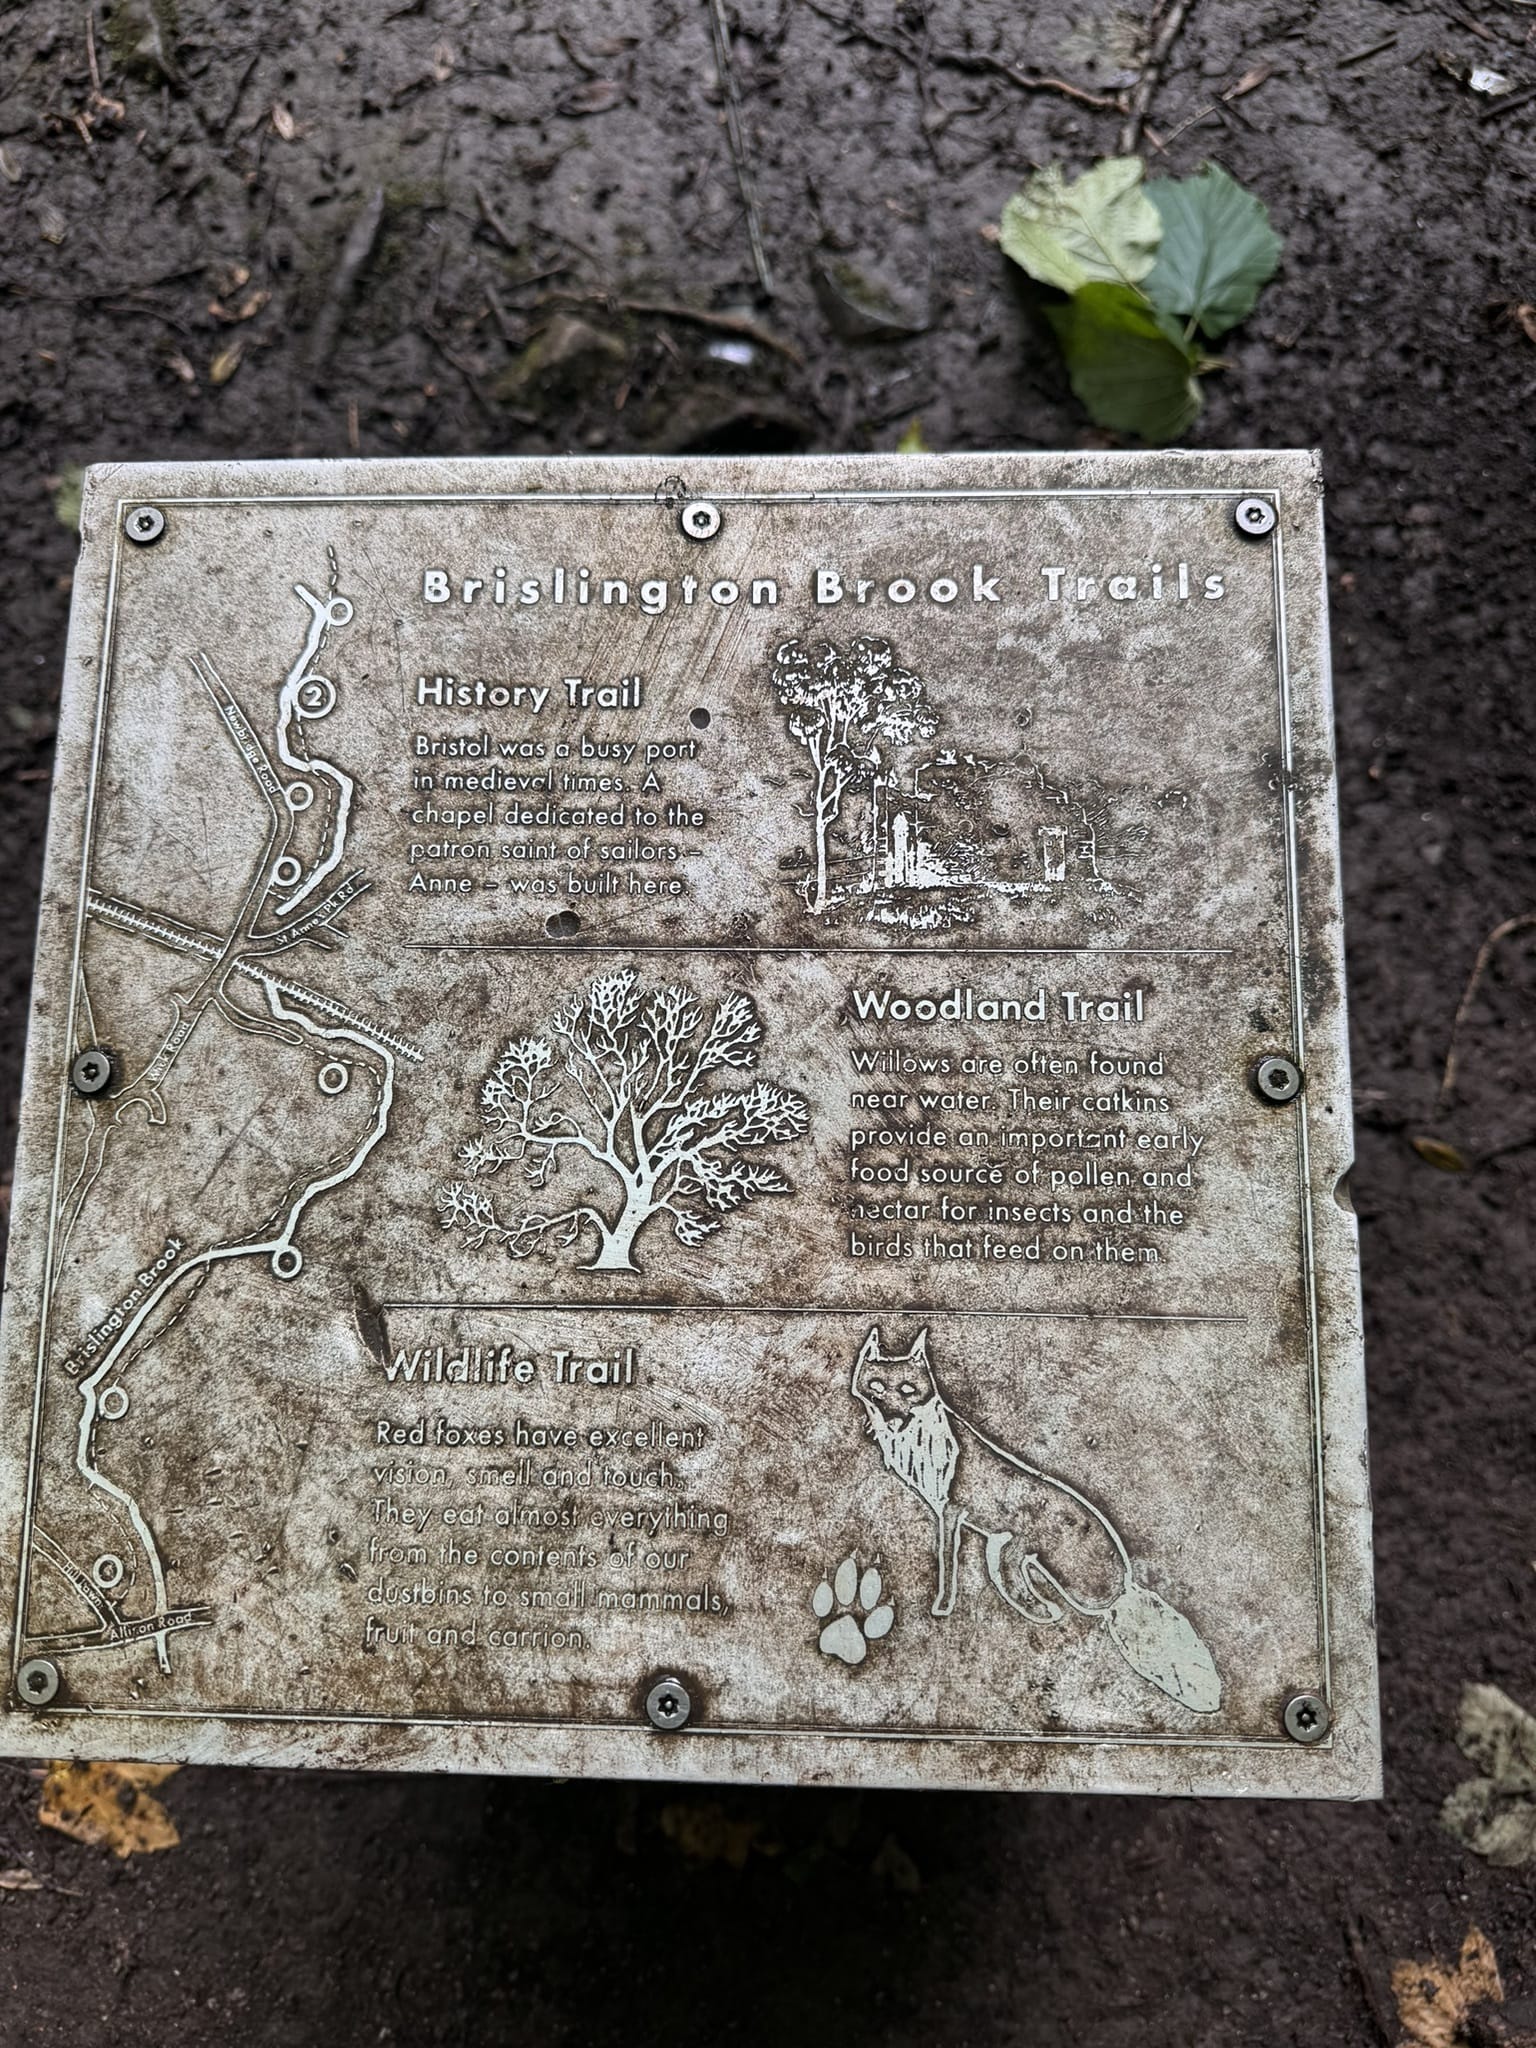 Brislington Brook Trails
2
Newbridge Road
St Anne's Pk Rd
Wick Road
Brislington Brook
Hill Lawn
Allison Road
History Trail
Bristol was a busy port
in medieval times. A
chapel dedicated to the
patron saint of sailors –
Anne – was built here.
Woodland Trail
Willows are often found
near water. Their catkins
provide an important early
food source of pollen and
nectar for insects and the
birds that feed on them.
Wildlife Trail
Red foxes have excellent
vision, smell and touch.
They eat almost everything
from the contents of our
dustbins to small mammals,
fruit and carrion.